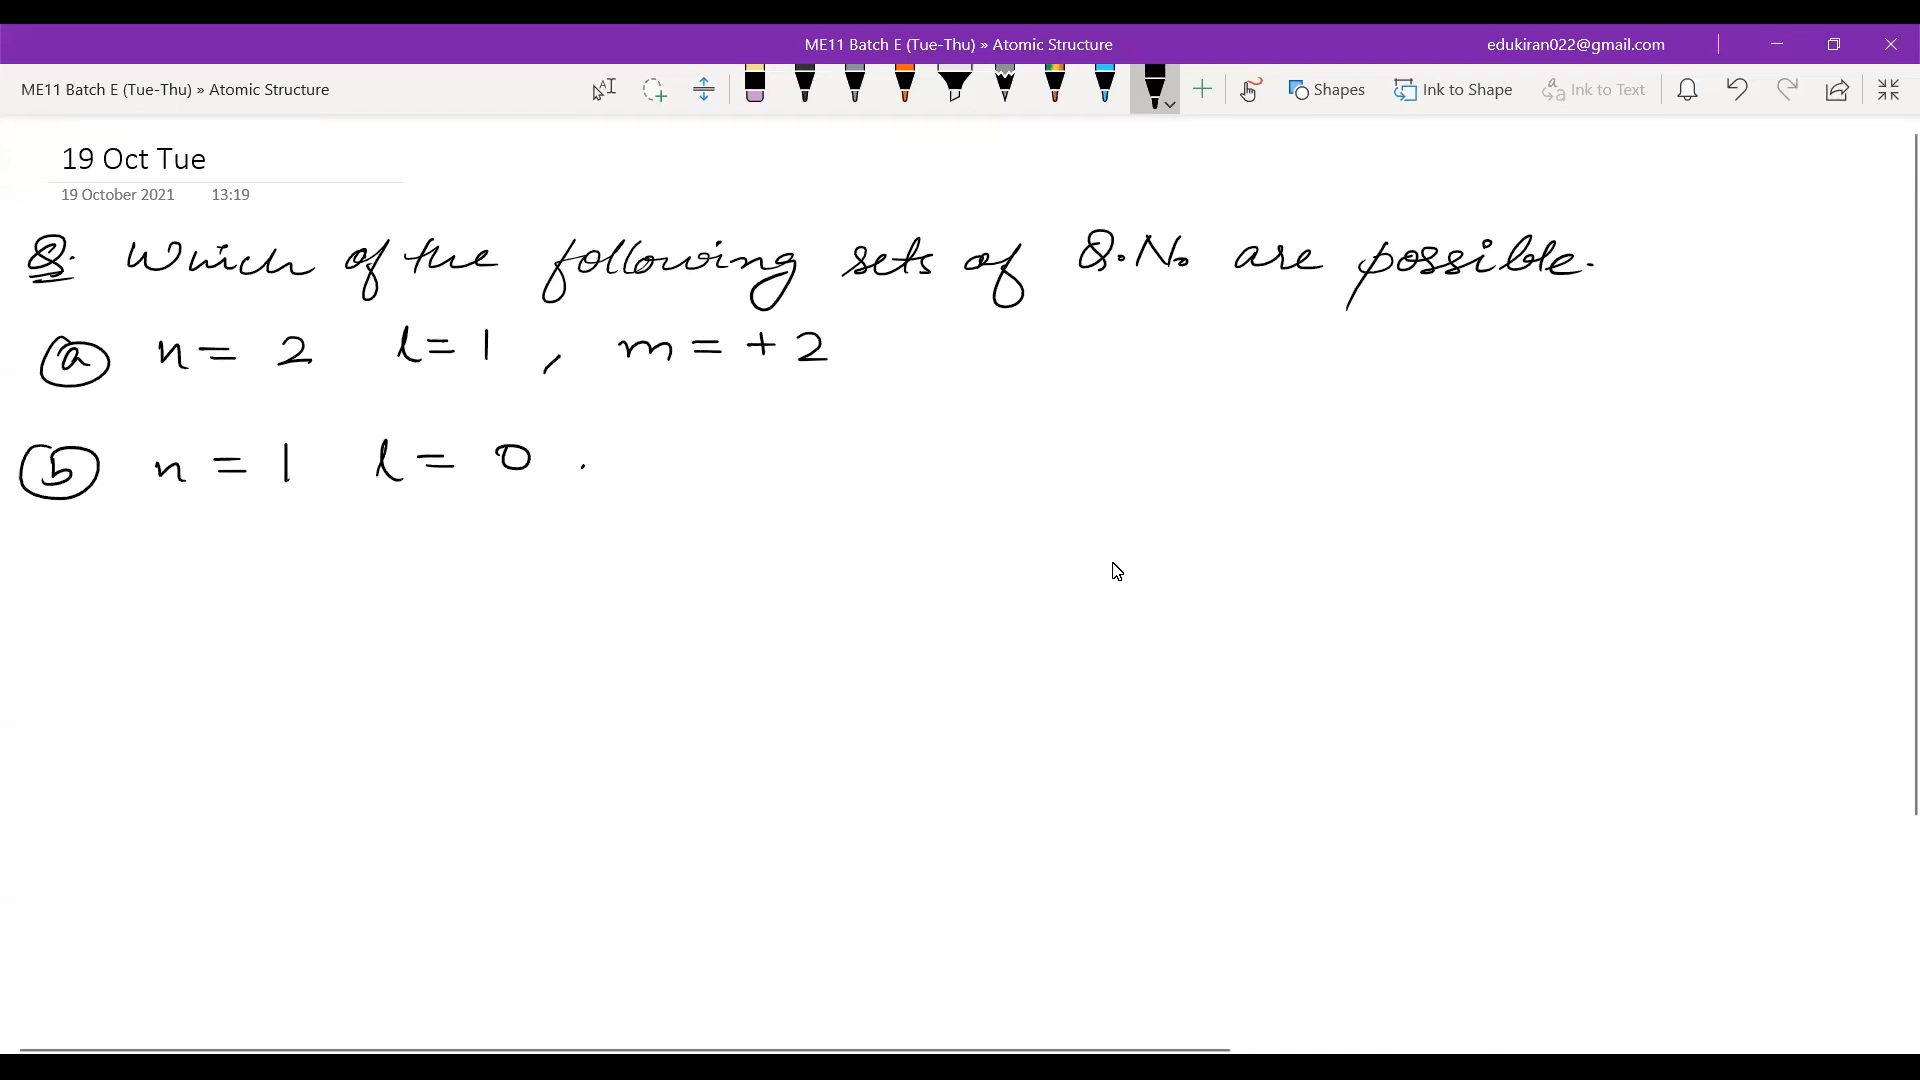 ME11 Batch E (Tue-Thu) » Atomic Structure
edukiran022@gmail.com
ME11 Batch E (Tue-Thu) » Atomic Structure
Shapes
Ink to Shape
Ink to Text
19 Oct Tue
19 October 2021 13:19
Q. Which of the following sets of Q.No. are possible.
(a) n = 2 l = 1 , m = + 2
(b) n = 1 l = 0 .